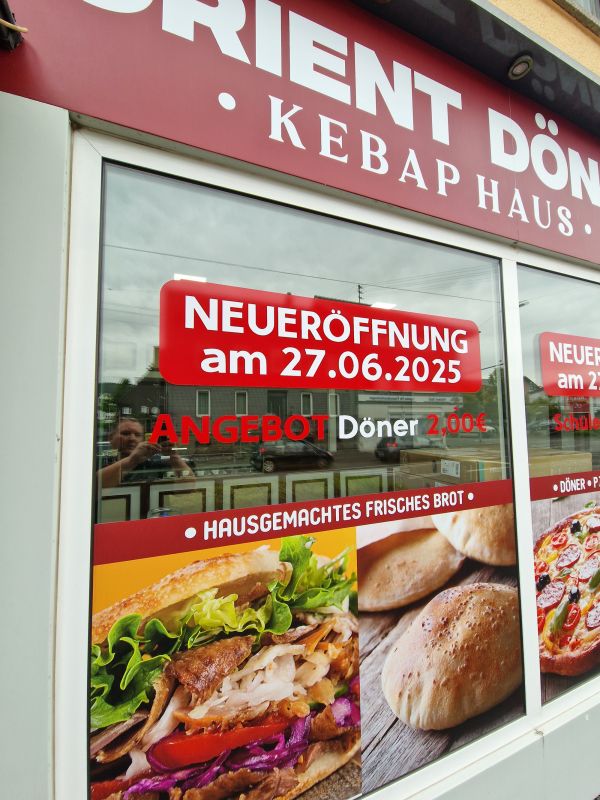 ORIENT DÖN
• KEBAP HAUS •
NEUERÖFFNUNG
am 27.06.2025
ANGEBOT Döner 2,00€
• HAUSGEMACHTES FRISCHES BROT •
NEUER
am 27
Schüle
• DÖNER • P